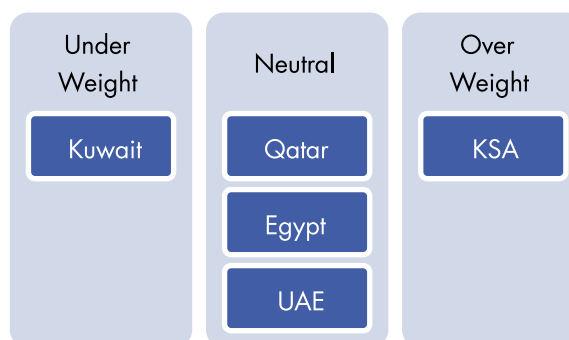 Under
Weight
Kuwait
Neutral
Qatar
Egypt
UAE
Over
Weight
KSA